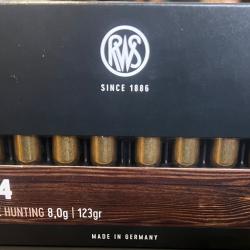 RWS
SINCE 1886
4
HUNTING 8,0g | 123gr
MADE IN GERMANY